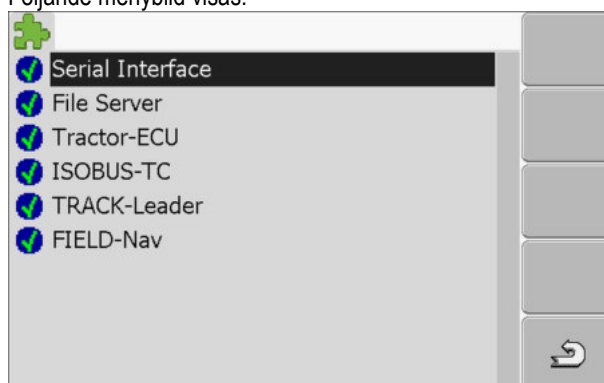 Följande menybild visas:
Serial Interface
File Server
Tractor-ECU
ISOBUS-TC
TRACK-Leader
FIELD-Nav